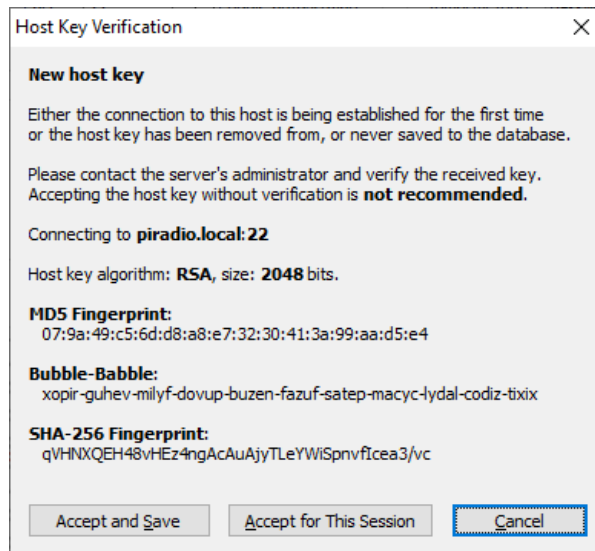 Host Key Verification
New host key
Either the connection to this host is being established for the first time
or the host key has been removed from, or never saved to the database.
Please contact the server's administrator and verify the received key.
Accepting the host key without verification is not recommended.
Connecting to piradio.local:22
Host key algorithm: RSA, size: 2048 bits.
MD5 Fingerprint:
07:9a:49:c5:6d:d8:a8:e7:32:30:41:3a:99:aa:d5:e4
Bubble-Babble:
xopir-guhev-milyf-dovup-buzen-fazuf-satep-macyc-lydal-codiz-tixix
SHA-256 Fingerprint:
qVHNXQEH48vHEz4ngAcAuAjyTLeYWiSpnvfIcea3/vc
Accept and Save
Accept for This Session
Cancel